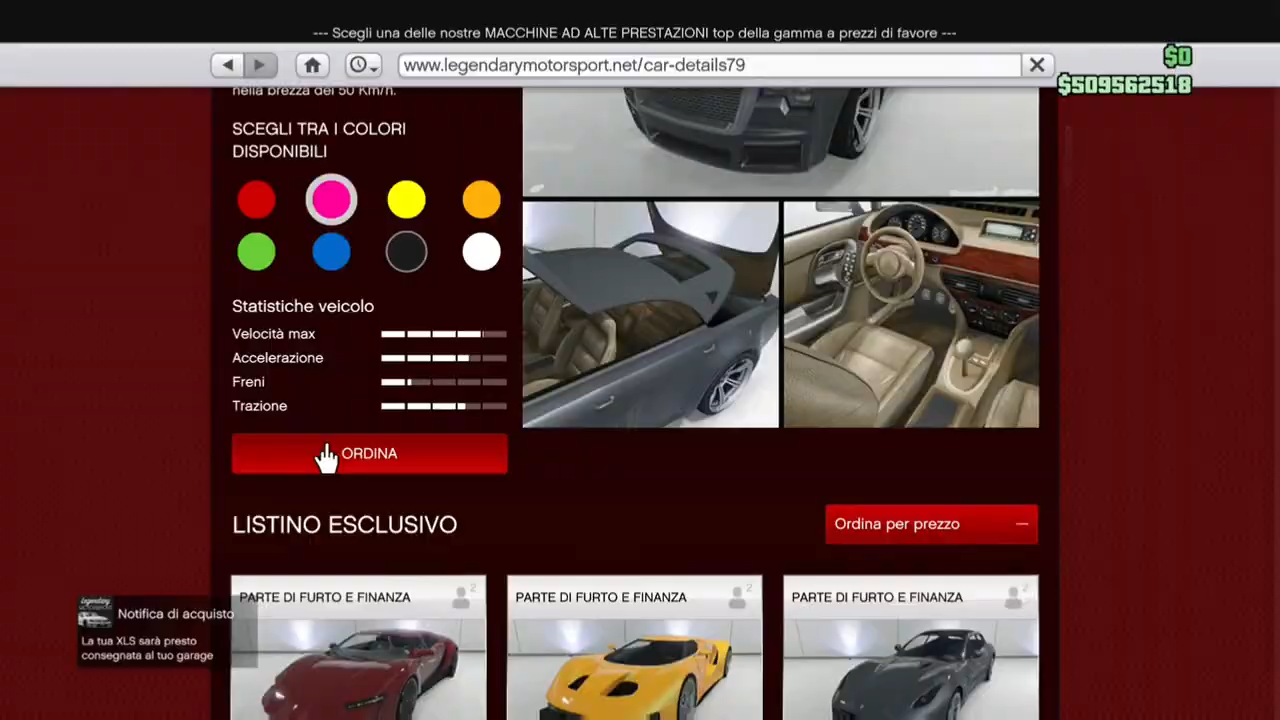 --- Scegli una delle nostre MACCHINE AD ALTE PRESTAZIONI top della gamma a prezzi di favore ---
www.legendarymotorsport.net/car-details79
$0
$509562518
nella brezza dei 50 Km/h.
SCEGLI TRA I COLORI
DISPONIBILI
Statistiche veicolo
Velocità max
Accelerazione
Freni
Trazione
ORDINA
LISTINO ESCLUSIVO
Ordina per prezzo
PARTE DI FURTO E FINANZA 2
PARTE DI FURTO E FINANZA 2
PARTE DI FURTO E FINANZA 2
Notifica di acquisto
La tua XLS sarà presto
consegnata al tuo garage